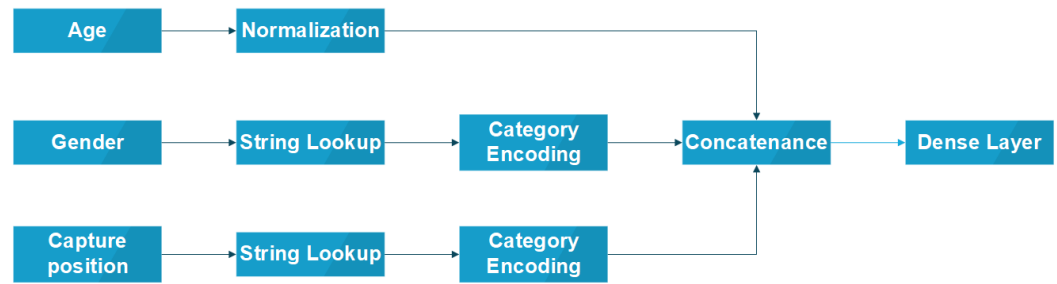 Age
Normalization
Gender
String Lookup
Category
Encoding
Concatenance
Dense Layer
Capture
position
String Lookup
Category
Encoding